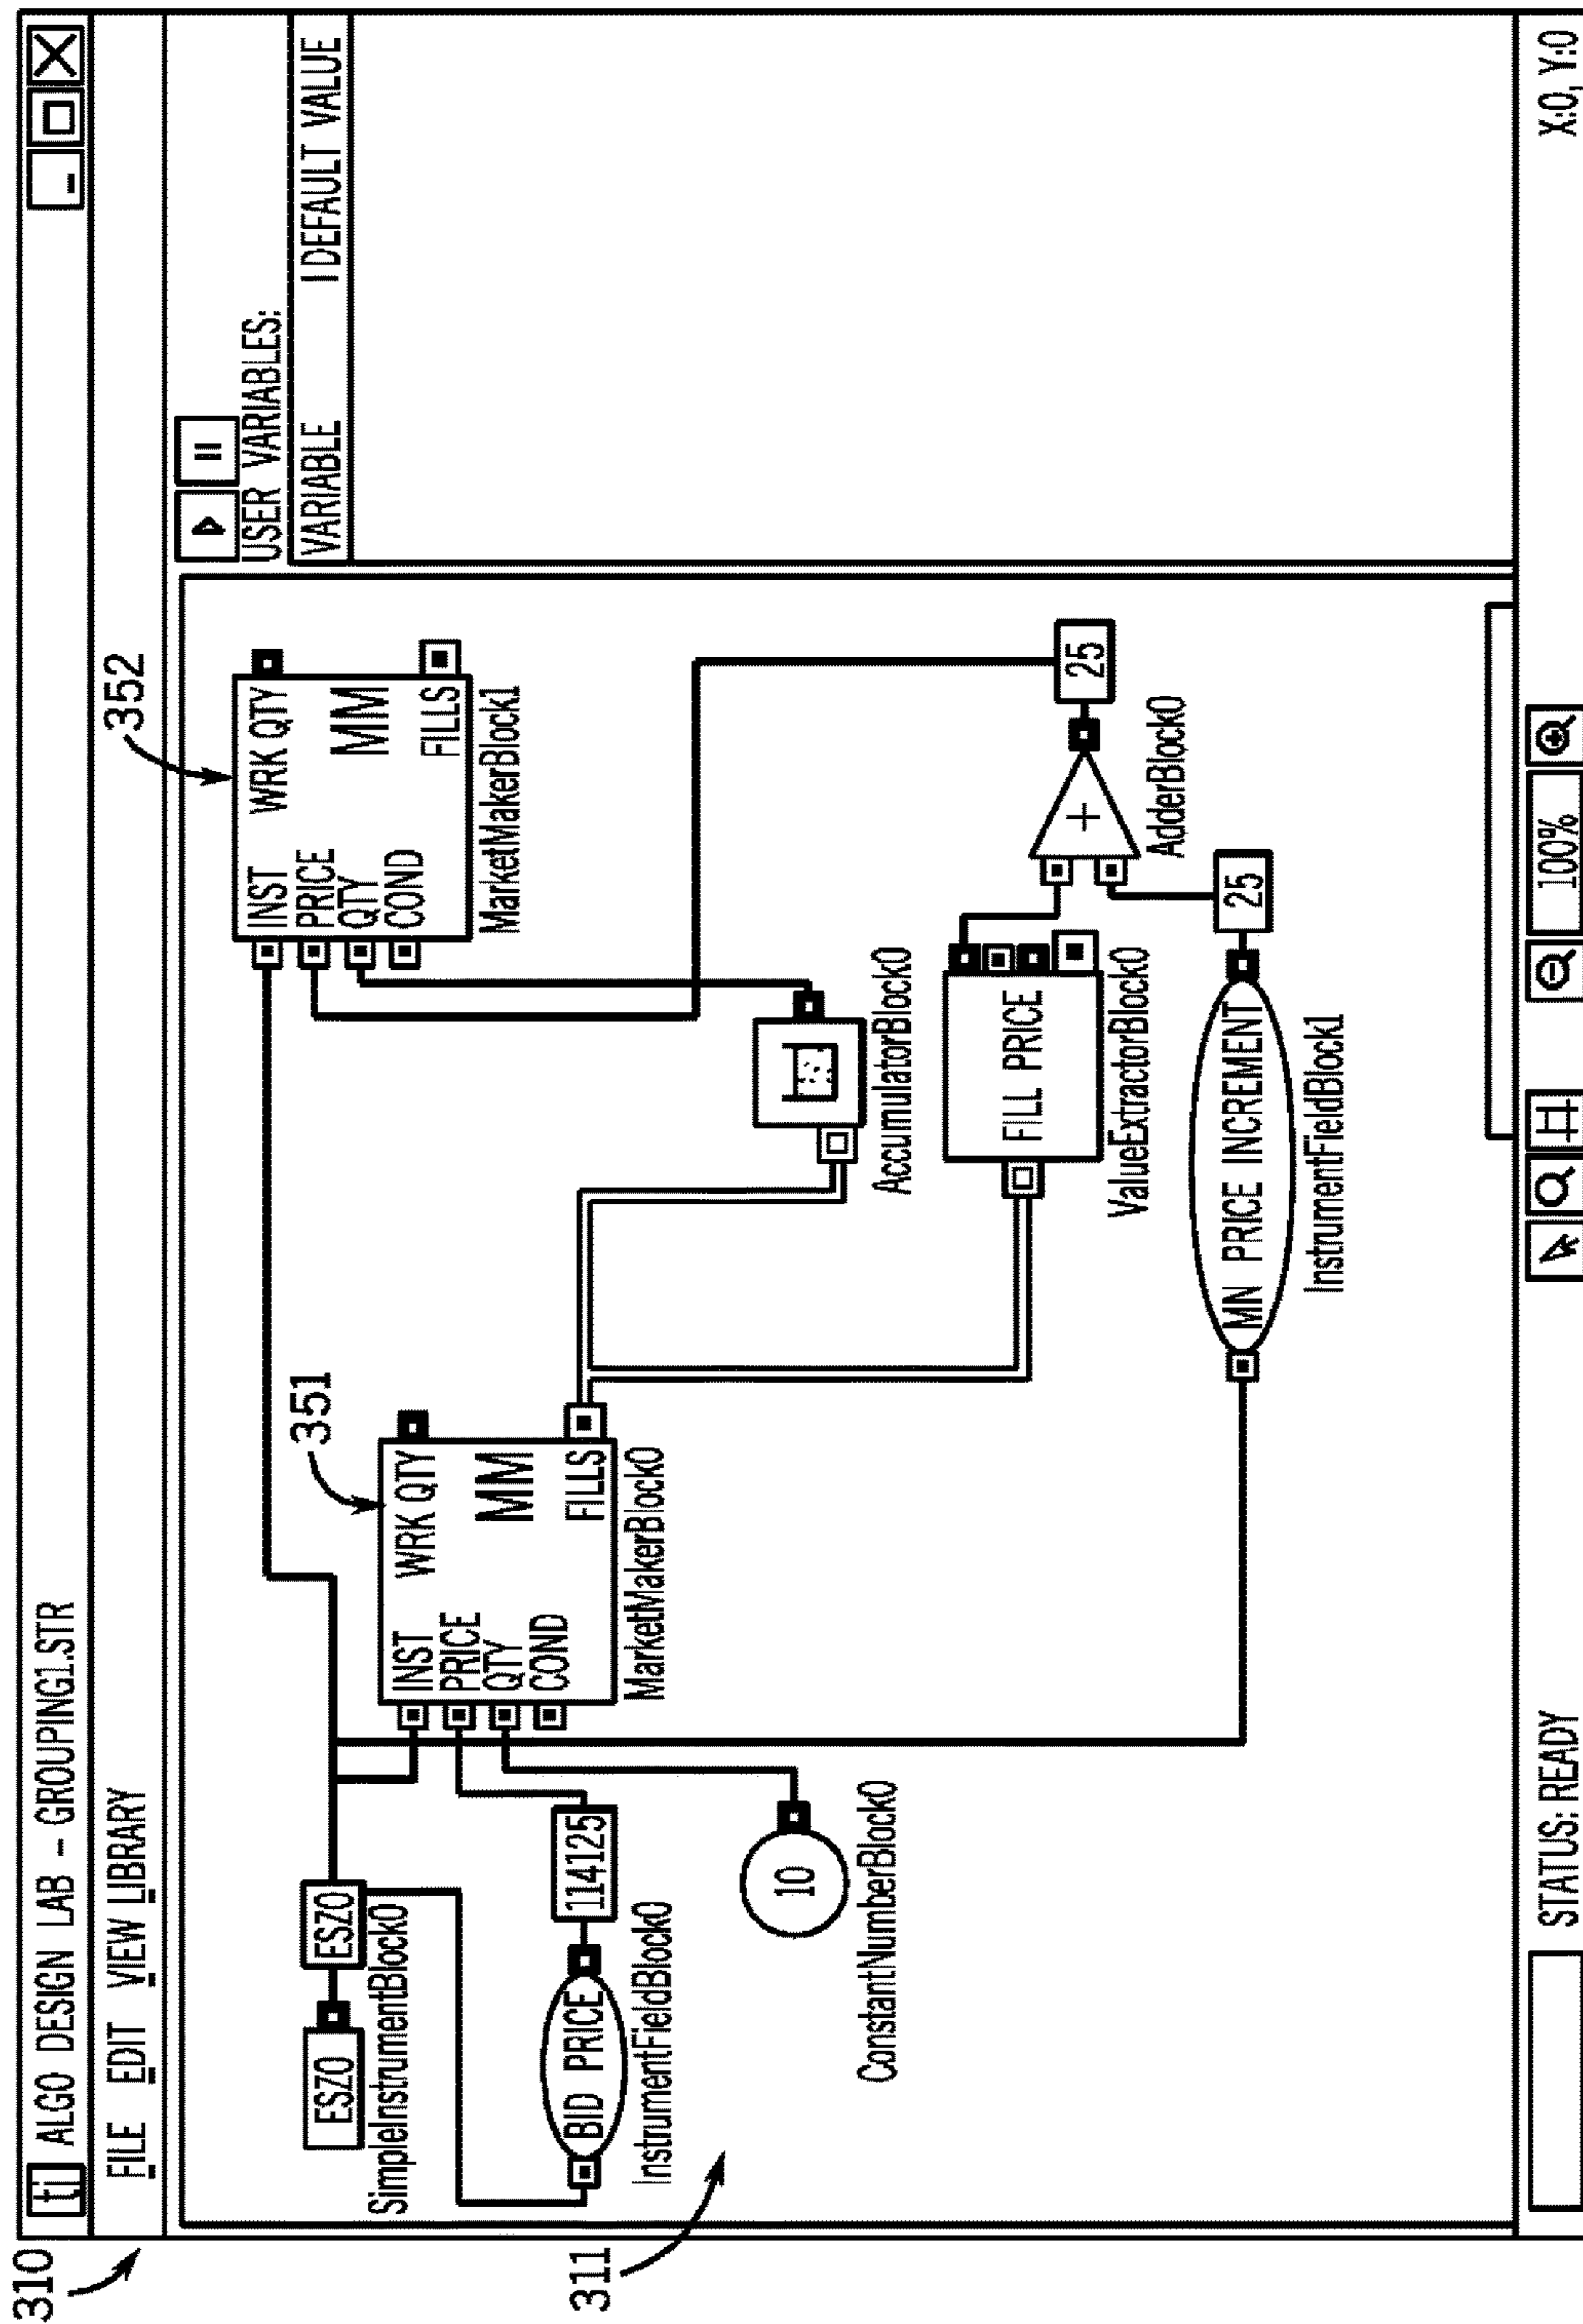 310
ti ALGO DESIGN LAB – GROUPING1.STR
FILE EDIT VIEW LIBRARY
352
USER VARIABLES:
VARIABLE
DEFAULT VALUE
351
INST
WRK QTY
PRICE
MM
QTY
COND
FILLS
MarketMakerBlock1
ESZ0
ESZ0
SimpleInstrumentBlock0
INST
WRK QTY
PRICE
MM
QTY
COND
FILLS
MarketMakerBlock0
BID PRICE
114125
InstrumentFieldBlock0
311
10
ConstantNumberBlock0
AccumulatorBlock0
FILL PRICE
ValueExtractorBlock0
+
25
AdderBlock0
MN PRICE INCREMENT
25
InstrumentFieldBlock1
STATUS: READY
100%
X:0, Y:0